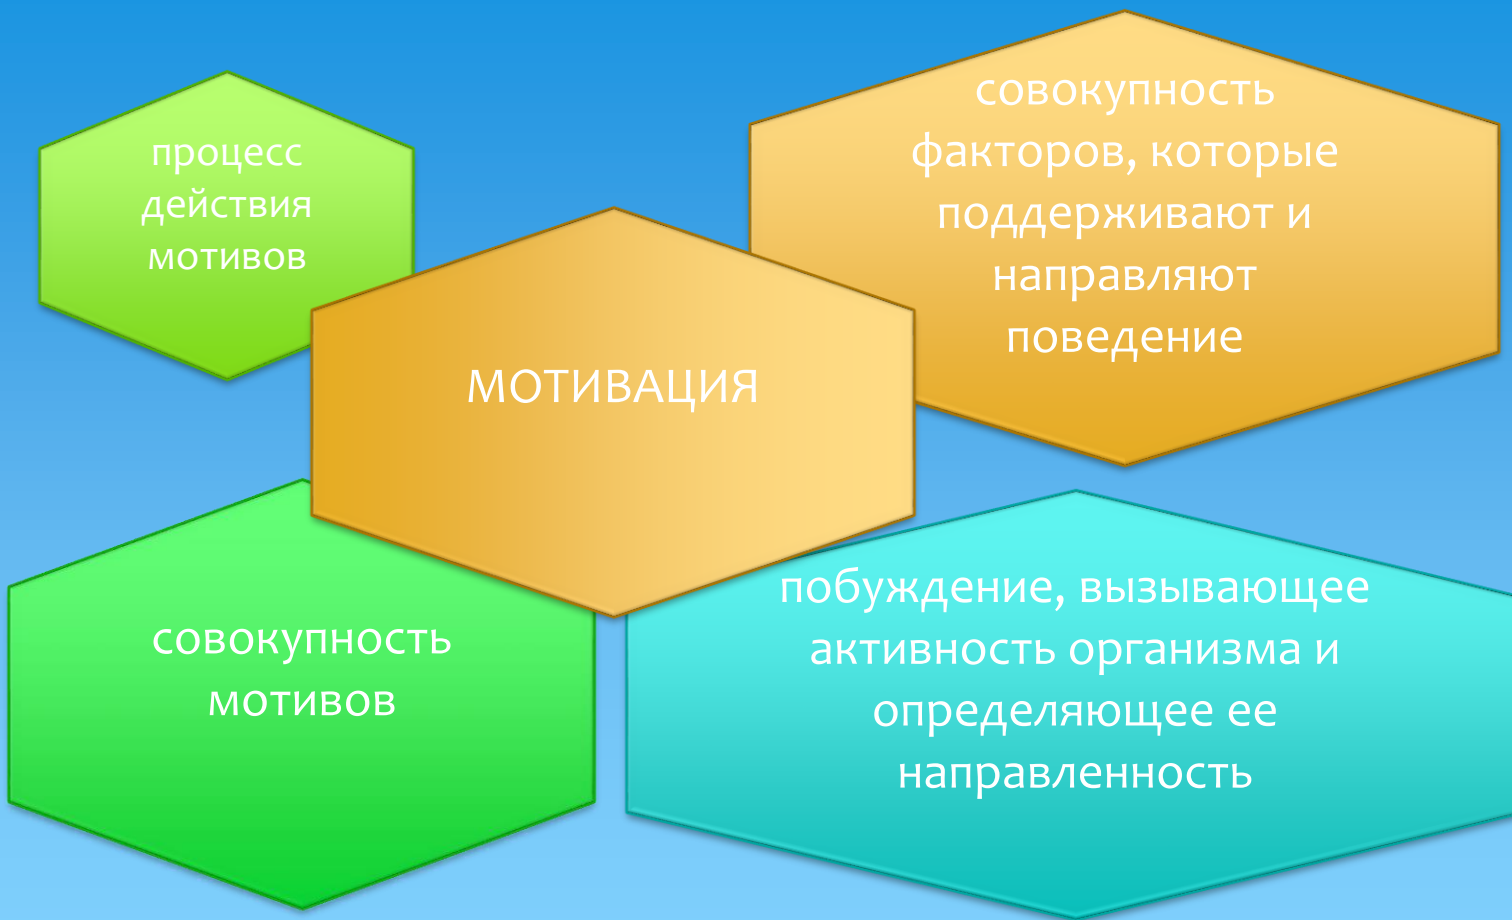 процесс
действия
мотивов
совокупность
факторов, которые
поддерживают и
направляют
поведение
МОТИВАЦИЯ
совокупность
мотивов
побуждение, вызывающее
активность организма и
определяющее ее
направленность